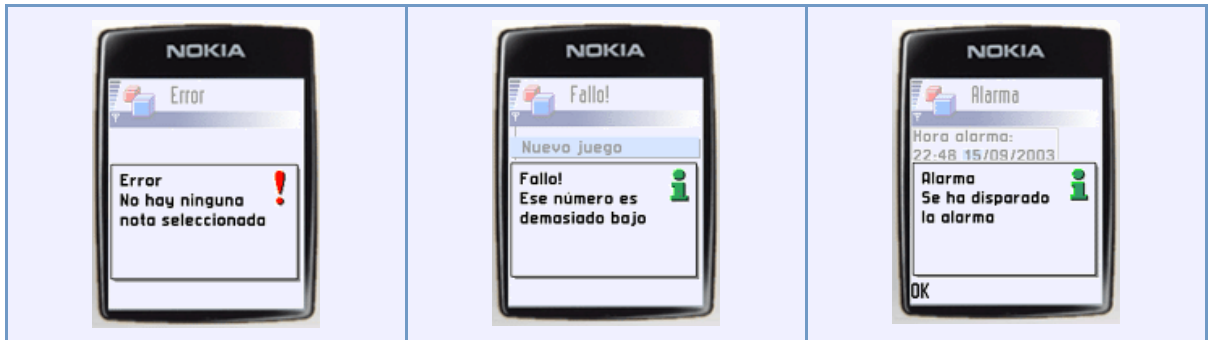 NOKIA
Error
Error
No hay ninguna
nota seleccionada
NOKIA
Fallo!
Nuevo juego
Fallo!
Ese número es
demasiado bajo
NOKIA
Alarma
Hora alarma:
22:48 15/09/2003
Alarma
Se ha disparado
la alarma
OK